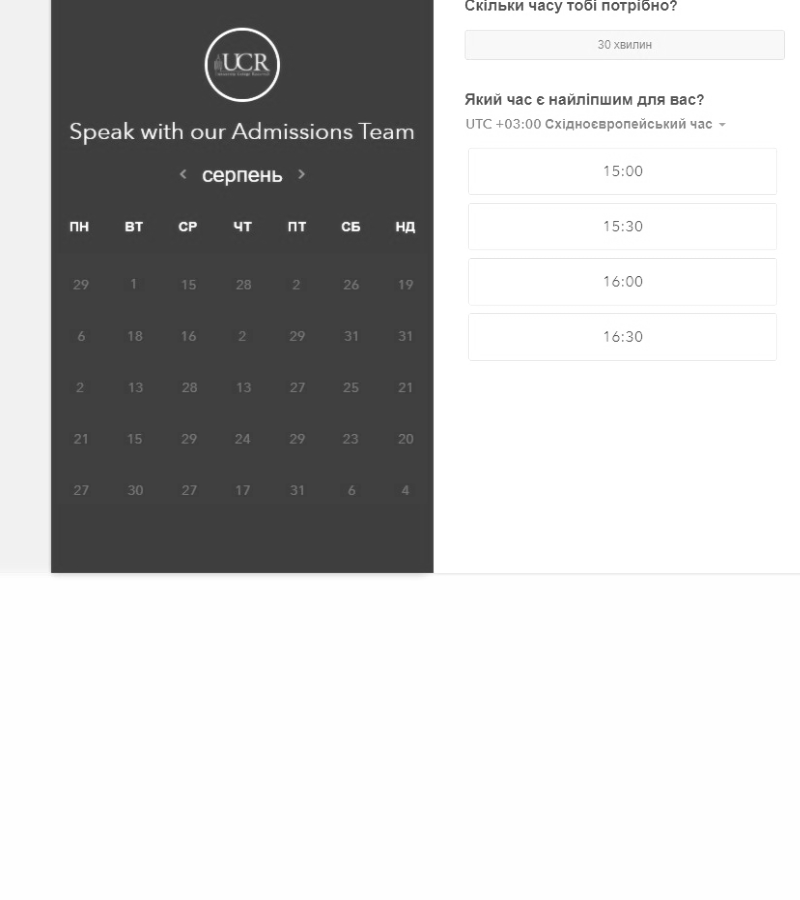 UCR
Speak with our Admissions Team
серпень
ПН ВТ СР ЧТ ПТ СБ НД
29 1 15 28 2 26 19
6 18 16 2 29 31 31
2 13 28 13 27 25 21
21 15 29 24 29 23 20
27 30 27 17 31 6 4
Скільки часу тобі потрібно?
30 хвилин
Який час є найліпшим для вас?
UTC +03:00 Східноєвропейський час
15:00
15:30
16:00
16:30